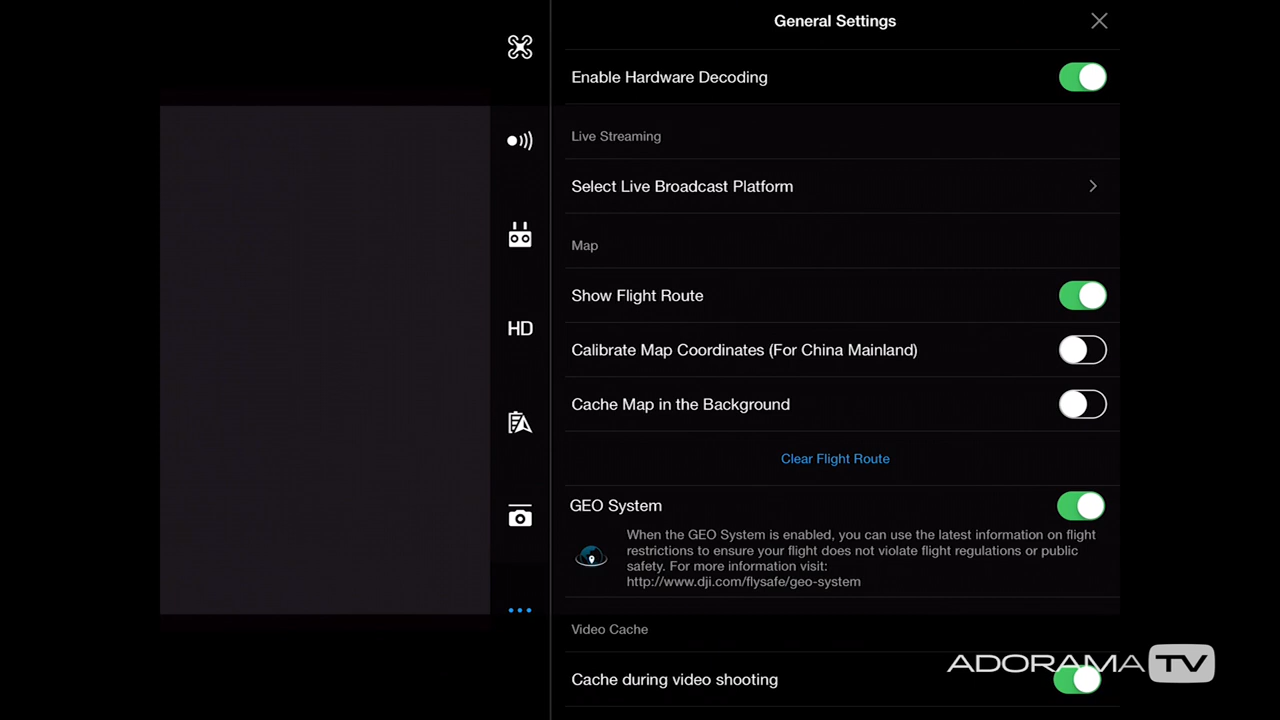 General Settings
Enable Hardware Decoding
Live Streaming
Select Live Broadcast Platform
Map
Show Flight Route
HD
Calibrate Map Coordinates (For China Mainland)
Cache Map in the Background
Clear Flight Route
GEO System
When the GEO System is enabled, you can use the latest information on flight
restrictions to ensure your flight does not violate flight regulations or public
safety. For more information visit:
http://www.dji.com/flysafe/geo-system
Video Cache
ADORAMA TV
Cache during video shooting